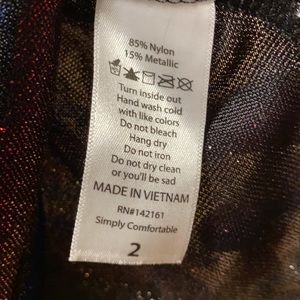 85% Nylon
15% Metallic
Turn inside out
Hand wash cold
with like colors
Do not bleach
Hang dry
Do not iron
Do not dry clean
or you'll be sad
MADE IN VIETNAM
RN#142161
Simply Comfortable
2